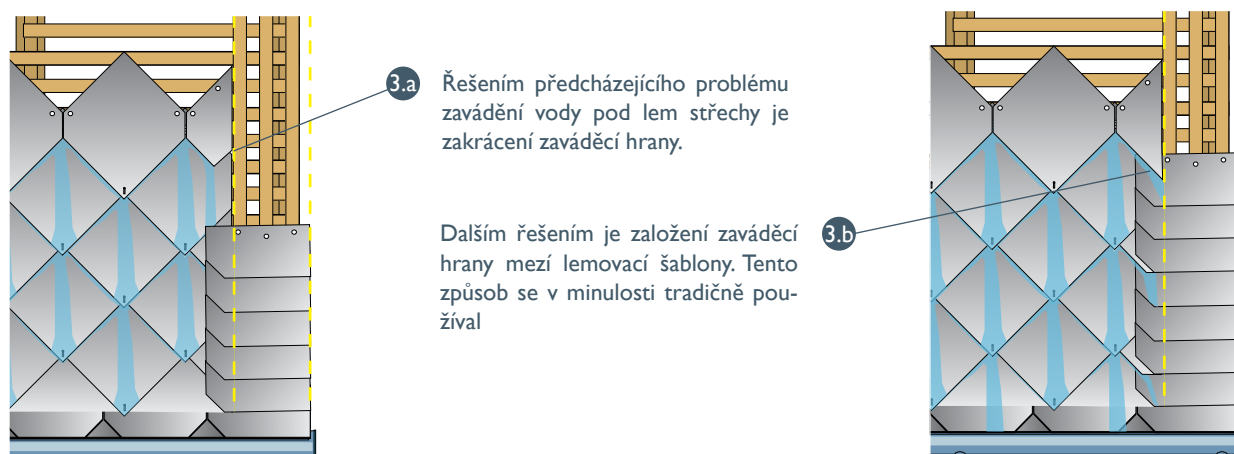 3.a
Řešením předcházejícího problému
zavádění vody pod lem střechy je
zakrácení zaváděcí hrany.
Dalším řešením je založení zaváděcí
hrany mezí lemovací šablony. Tento
způsob se v minulosti tradičně pou-
žíval
3.b